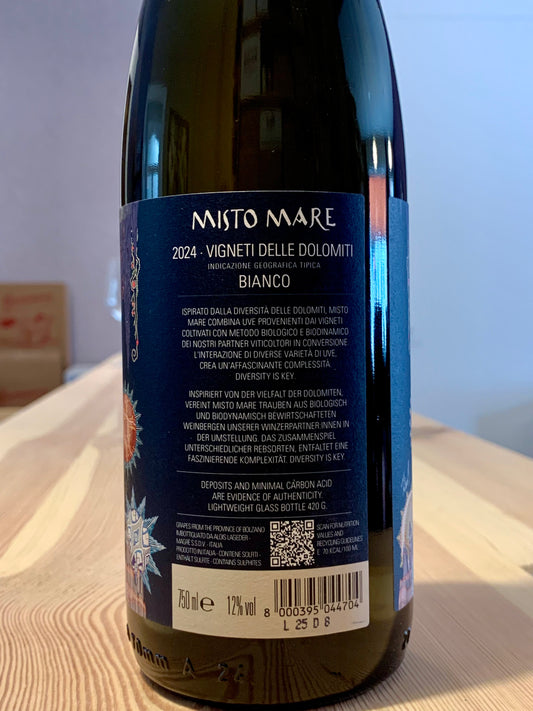 MISTO MARE
2024 · VIGNETI DELLE DOLOMITI
INDICAZIONE GEOGRAFICA TIPICA
BIANCO
ISPIRATO DALLA DIVERSITÀ DELLE DOLOMITI, MISTO
MARE COMBINA UVE PROVENIENTI DAI VIGNETI
COLTIVATI CON METODO BIOLOGICO E BIODINAMICO
DEI NOSTRI PARTNER VITICOLTORI IN CONVERSIONE
L'INTERAZIONE DI DIVERSE VARIETÀ DI UVE,
CREA UN'AFFASCINANTE COMPLESSITÀ.
DIVERSITY IS KEY.
INSPIRIERT VON DER VIELFALT DER DOLOMITEN,
VEREINT MISTO MARE TRAUBEN AUS BIOLOGISCH
UND BIODYNAMISCH BEWIRTSCHAFTETEN
WEINBERGEN UNSERER WINZERPARTNER:INNEN IN
DER UMSTELLUNG. DAS ZUSAMMENSPIEL
UNTERSCHIEDLICHER REBSORTEN, ENTFALTET EINE
FASZINIERENDE KOMPLEXITÄT. DIVERSITY IS KEY.
DEPOSITS AND MINIMAL CARBON ACID
ARE EVIDENCE OF AUTHENTICITY.
LIGHTWEIGHT GLASS BOTTLE 420 G.
GRAPES FROM THE PROVINCE OF BOLZANO
IMBOTTIGLIATO DA ALOIS LAGEDER -
MAGRÈ S.S.D.V. - ITALIA
PRODOTTO IN ITALIA - CONTIENE SOLFITI -
ENTHÄLT SULFITE - CONTAINS SULPHITES
SCAN FOR NUTRITION
VALUES AND
RECYCLING GUIDELINES
E: 70 KCAL/100 ML
750 ml e 12% vol
8 000395 044704
L 25 D 8
mm A 22